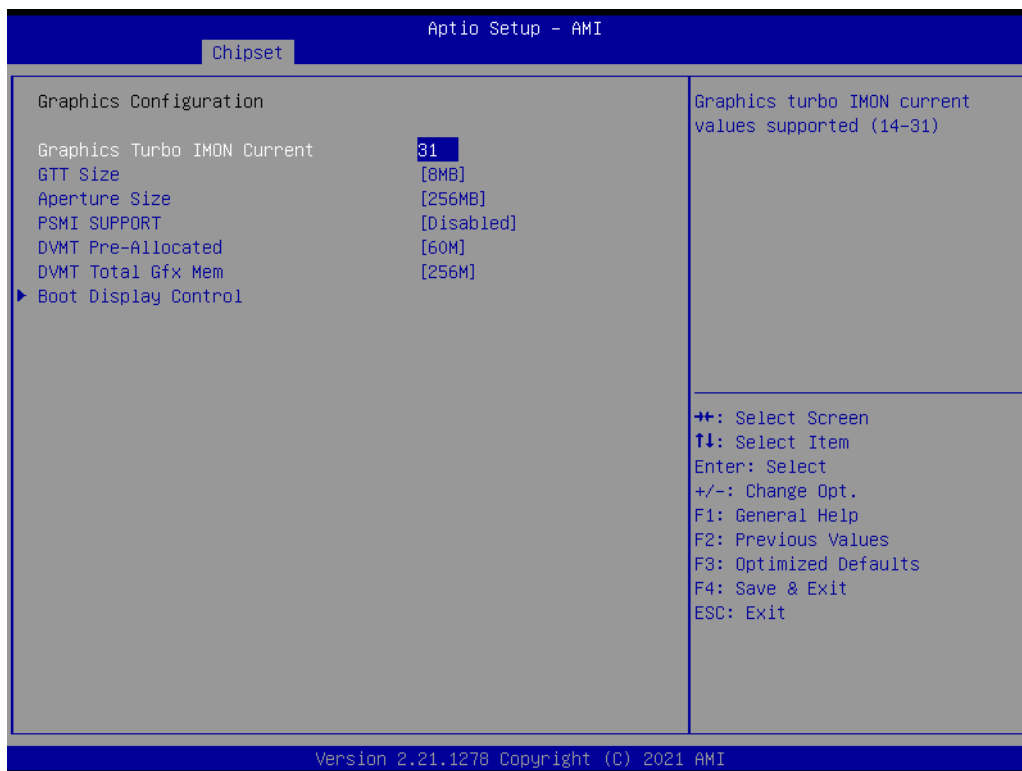 Aptio Setup – AMI
Chipset
Graphics Configuration
Graphics Turbo IMON Current 31
GTT Size [8MB]
Aperture Size [256MB]
PSMI SUPPORT [Disabled]
DVMT Pre-Allocated [60M]
DVMT Total Gfx Mem [256M]
▶ Boot Display Control
Graphics turbo IMON current
values supported (14-31)
→←: Select Screen
↑↓: Select Item
Enter: Select
+/-: Change Opt.
F1: General Help
F2: Previous Values
F3: Optimized Defaults
F4: Save & Exit
ESC: Exit
Version 2.21.1278 Copyright (C) 2021 AMI